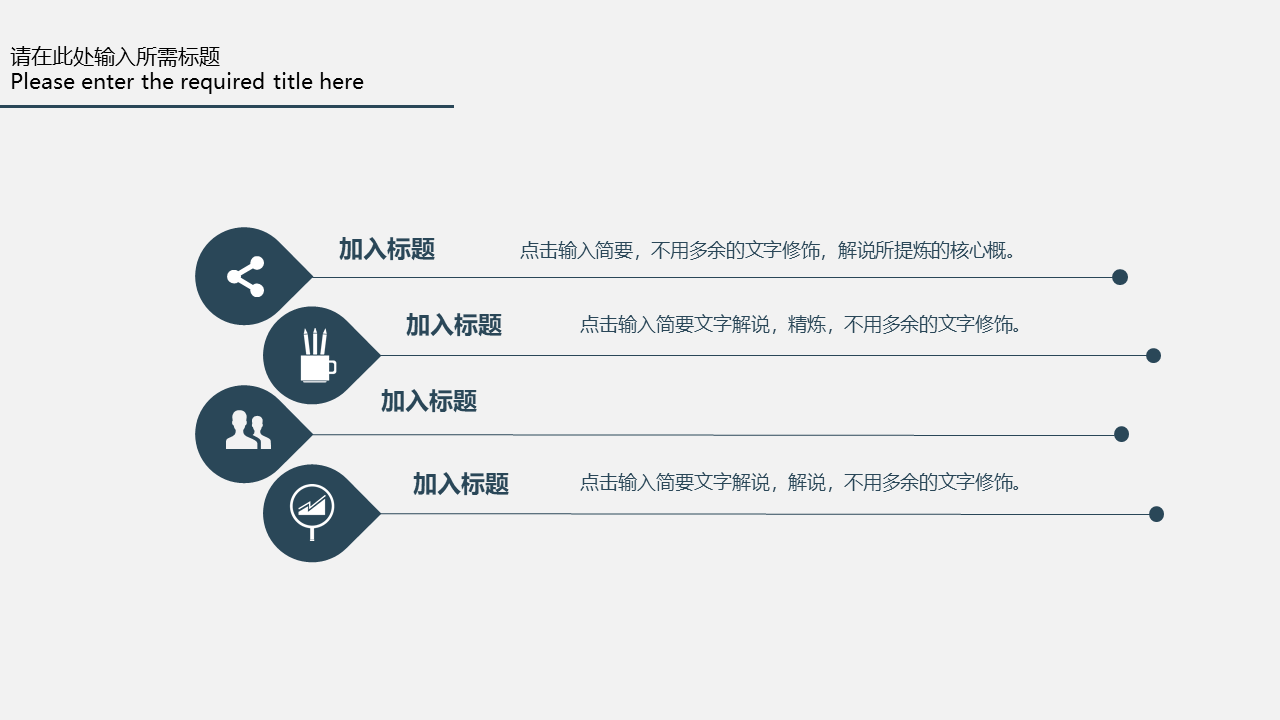 请在此处输入所需标题
Please enter the required title here
加入标题
点击输入简要，不用多余的文字修饰，解说所提炼的核心概。
加入标题
点击输入简要文字解说，精炼，不用多余的文字修饰。
加入标题
加入标题
点击输入简要文字解说，解说，不用多余的文字修饰。